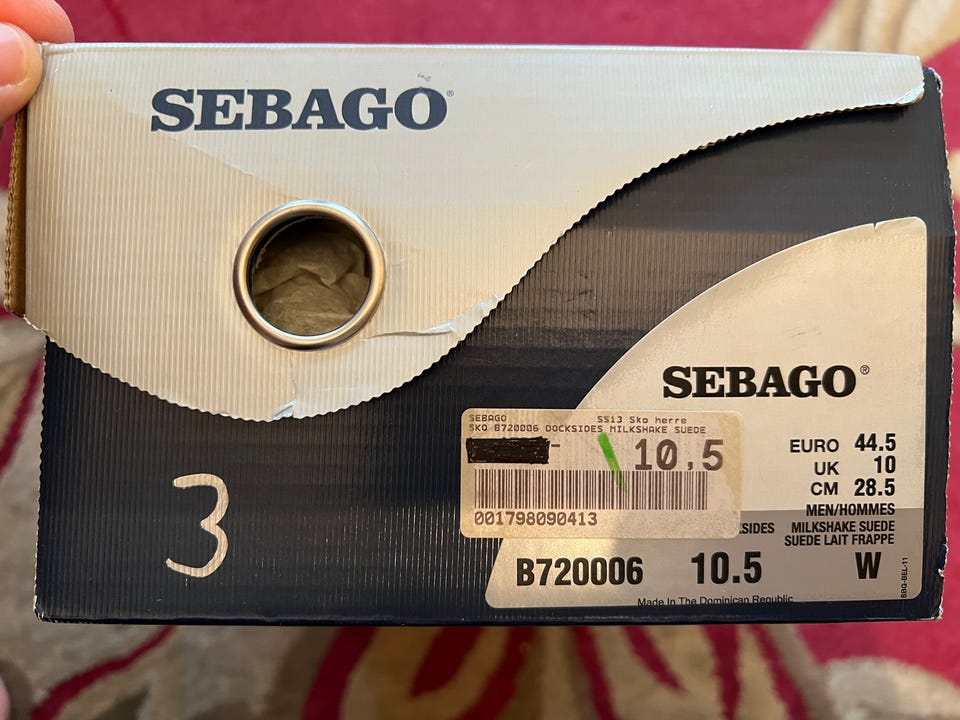 SEBAGO®
3
SEBAGO®
SEBAGO SS13 Sko herre
SKO B720006 DOCKSIDES MILKSHAKE SUEDE
10,5
001798090413
EURO 44.5
UK 10
CM 28.5
MEN/HOMMES
KSIDES MILKSHAKE SUEDE
SUEDE LAIT FRAPPE
B720006 10.5 W
Made In The Dominican Republic
BBG-BEL-11